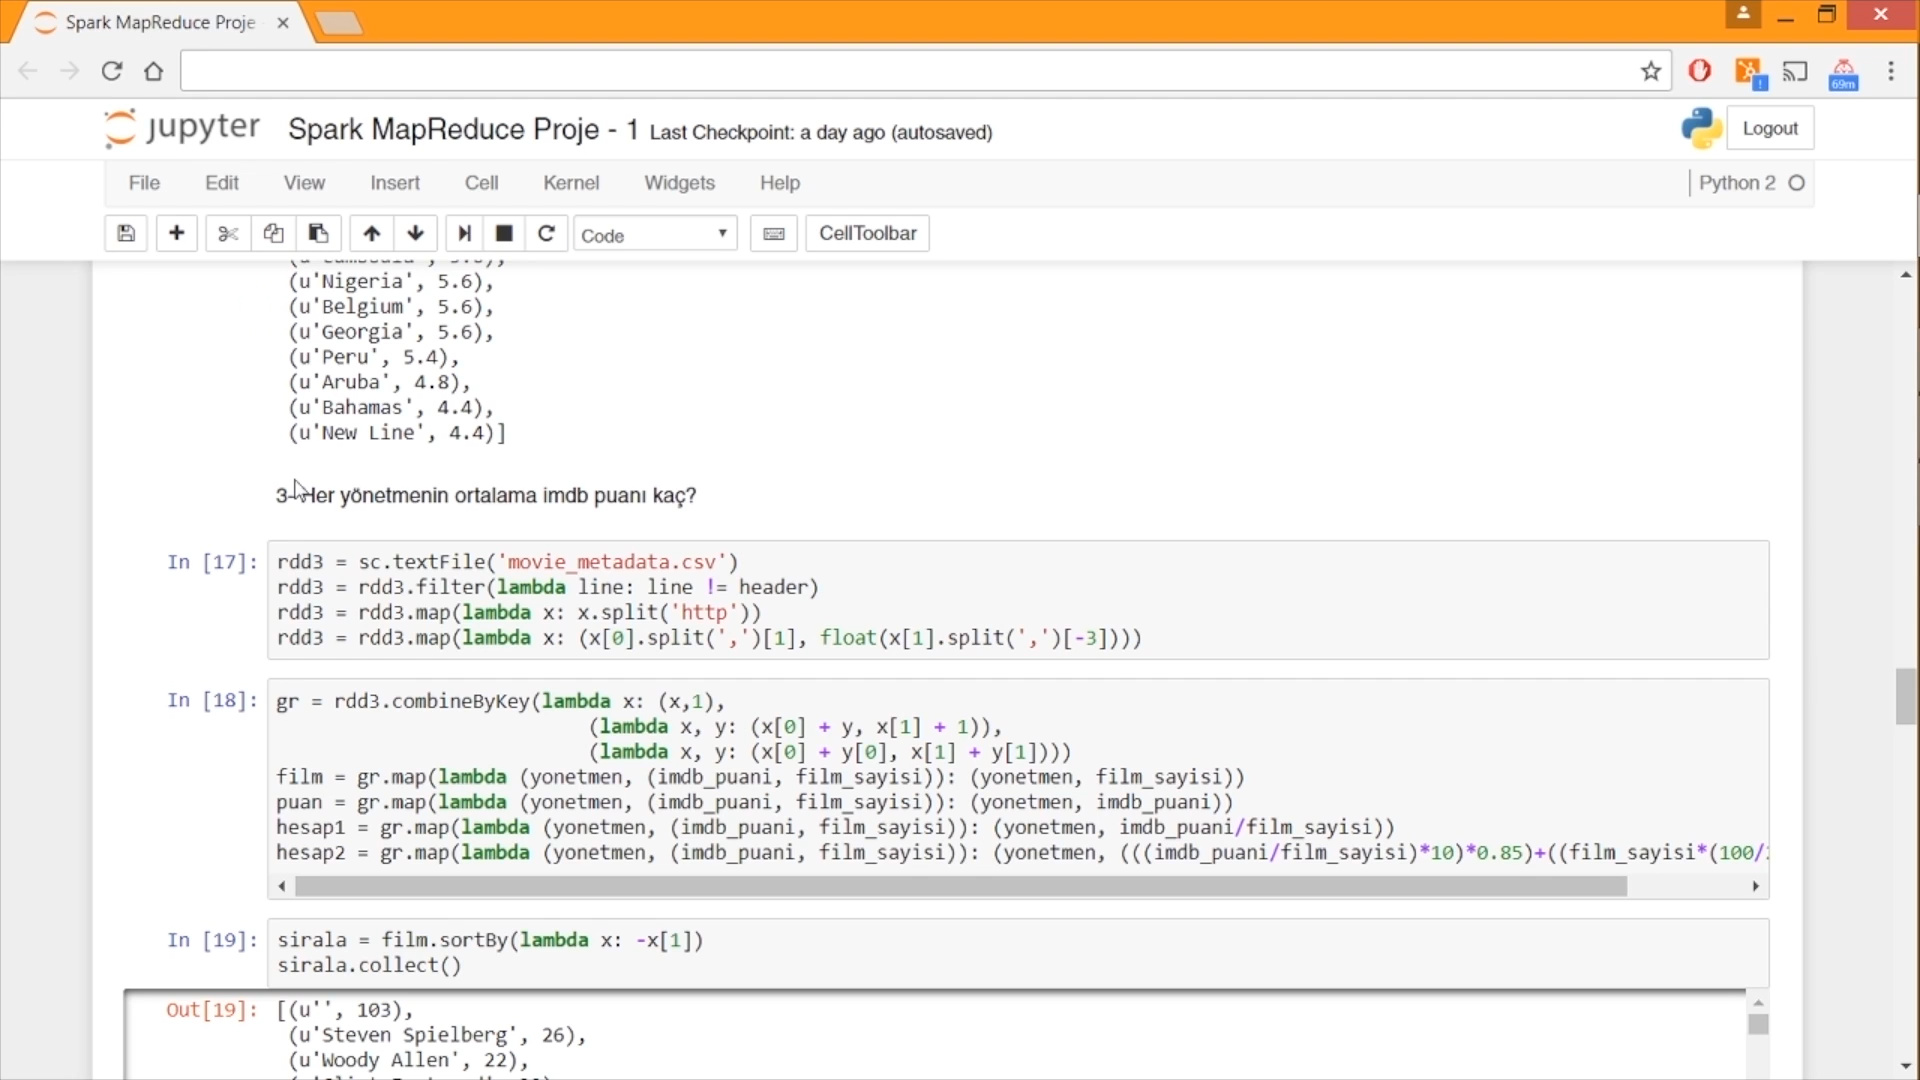 Spark MapReduce Proje
69m
jupyter Spark MapReduce Proje - 1 Last Checkpoint: a day ago (autosaved)
Logout
File Edit View Insert Cell Kernel Widgets Help
Python 2
Code
CellToolbar
(u'Nigeria', 5.6),
(u'Belgium', 5.6),
(u'Georgia', 5.6),
(u'Peru', 5.4),
(u'Aruba', 4.8),
(u'Bahamas', 4.4),
(u'New Line', 4.4)]
3- Her yönetmenin ortalama imdb puanı kaç?
In [17]:
rdd3 = sc.textFile('movie_metadata.csv')
rdd3 = rdd3.filter(lambda line: line != header)
rdd3 = rdd3.map(lambda x: x.split('http'))
rdd3 = rdd3.map(lambda x: (x[0].split(',')[1], float(x[1].split(',')[-3])))
In [18]:
gr = rdd3.combineByKey(lambda x: (x,1),
(lambda x, y: (x[0] + y, x[1] + 1)),
(lambda x, y: (x[0] + y[0], x[1] + y[1])))
film = gr.map(lambda (yonetmen, (imdb_puani, film_sayisi)): (yonetmen, film_sayisi))
puan = gr.map(lambda (yonetmen, (imdb_puani, film_sayisi)): (yonetmen, imdb_puani))
hesap1 = gr.map(lambda (yonetmen, (imdb_puani, film_sayisi)): (yonetmen, imdb_puani/film_sayisi))
hesap2 = gr.map(lambda (yonetmen, (imdb_puani, film_sayisi)): (yonetmen, (((imdb_puani/film_sayisi)*10)*0.85)+((film_sayisi*(100/
In [19]:
sirala = film.sortBy(lambda x: -x[1])
sirala.collect()
Out[19]:
[(u'', 103),
(u'Steven Spielberg', 26),
(u'Woody Allen', 22),